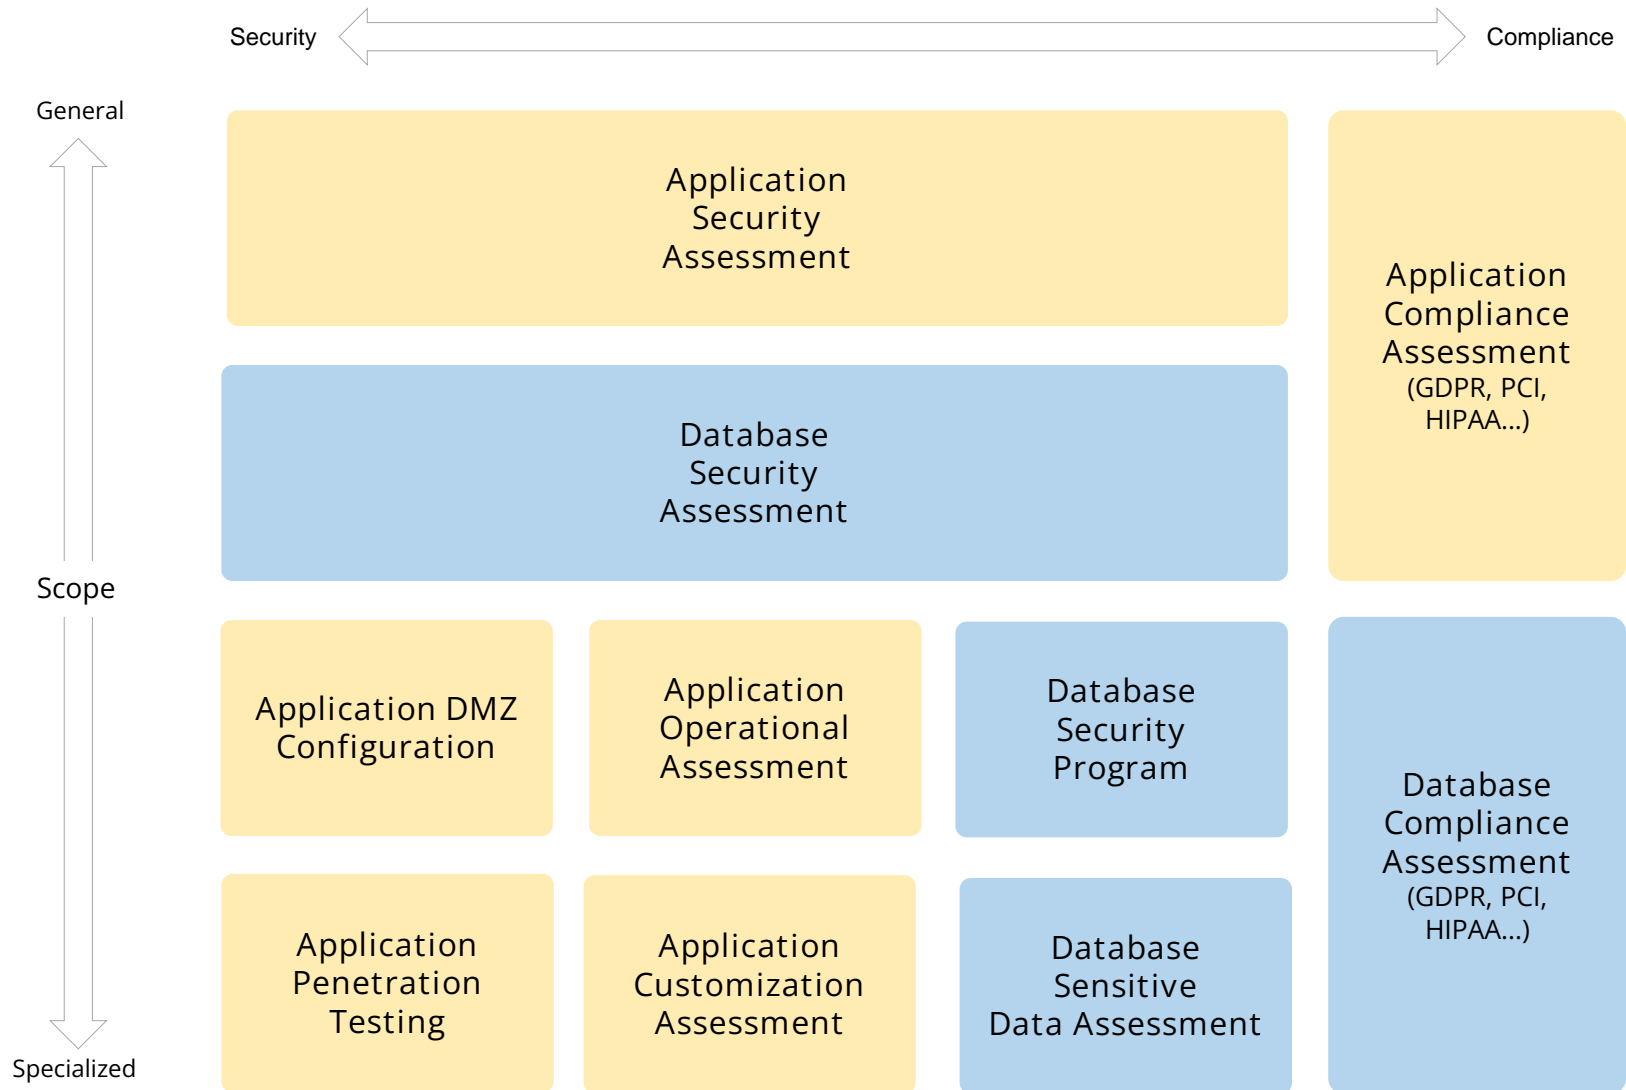 Security
Compliance
General
Application
Security
Assessment
Application
Compliance
Assessment
(GDPR, PCI,
HIPAA...)
Database
Security
Assessment
Scope
Application DMZ
Configuration
Application
Operational
Assessment
Database
Security
Program
Database
Compliance
Assessment
(GDPR, PCI,
HIPAA...)
Application
Penetration
Testing
Application
Customization
Assessment
Database
Sensitive
Data Assessment
Specialized